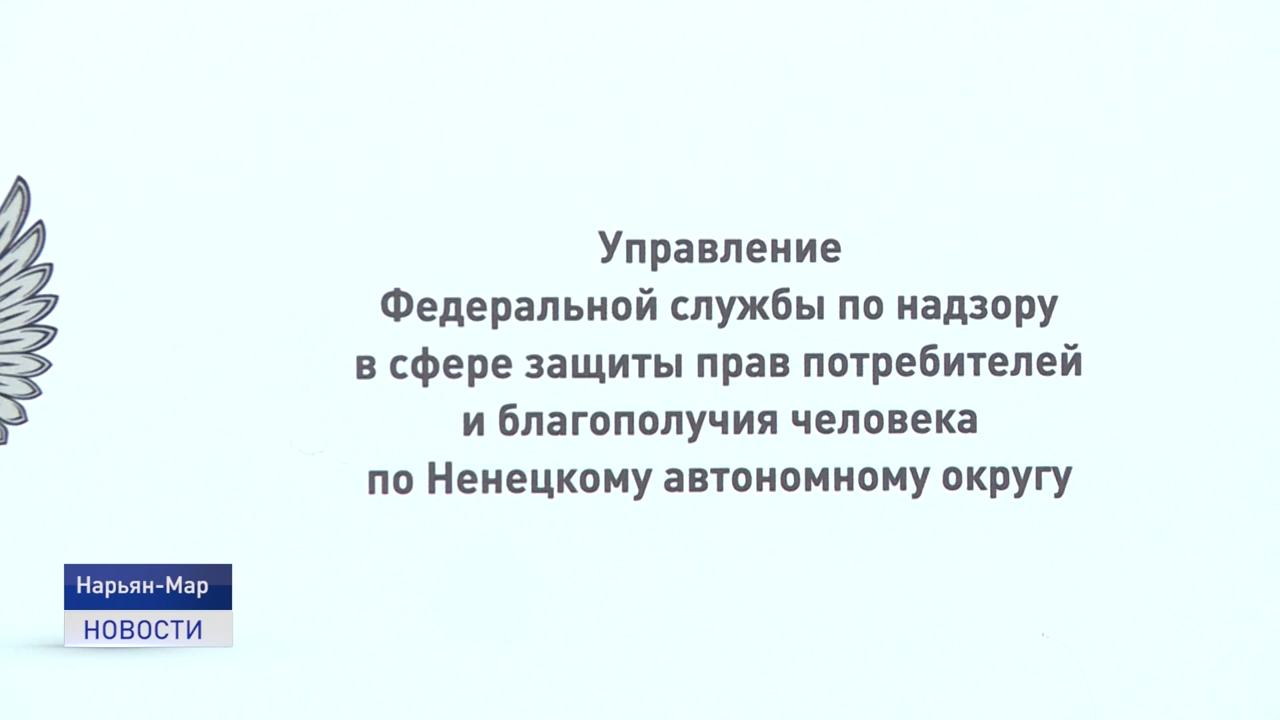 Управление
Федеральной службы по надзору
в сфере защиты прав потребителей
и благополучия человека
по Ненецкому автономному округу
Нарьян-Мар
НОВОСТИ